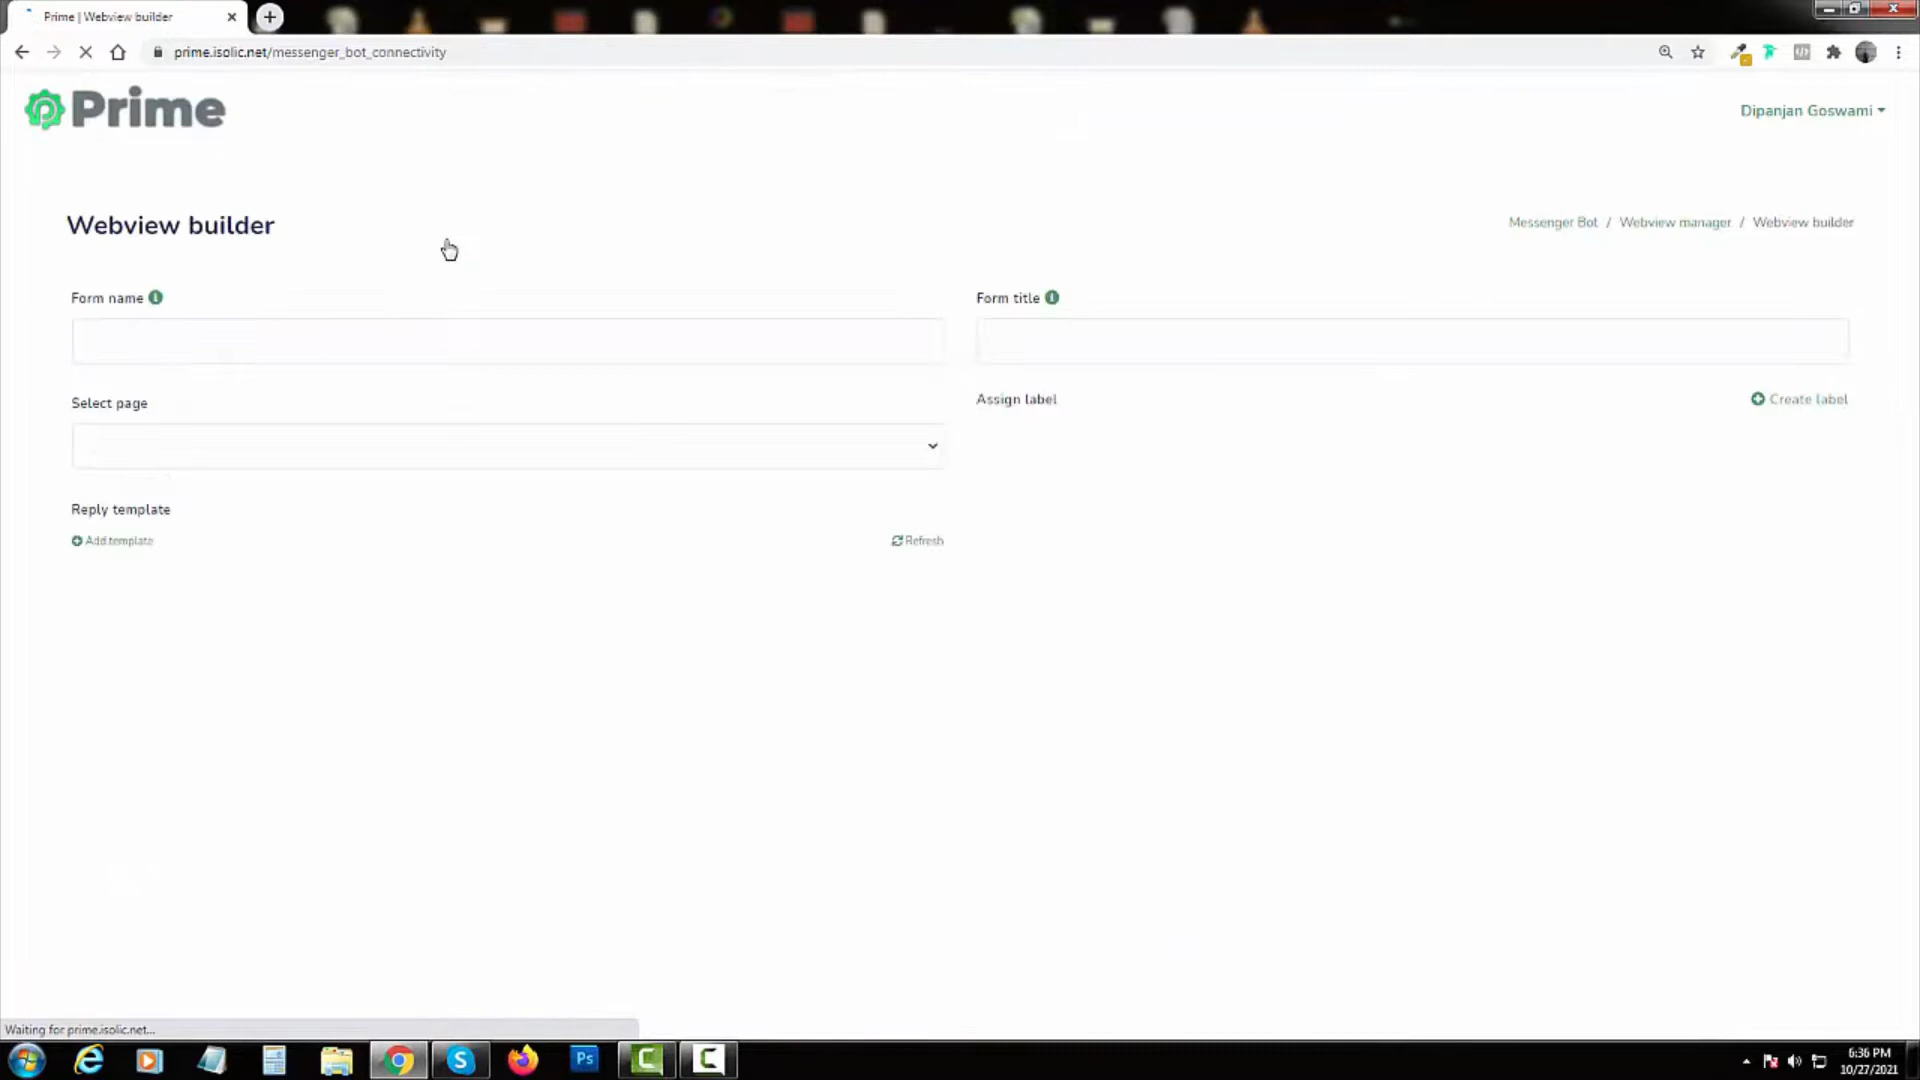 Prime | Webview builder
prime.isolic.net/messenger_bot_connectivity
Prime
Dipanjan Goswami
Webview builder
Messenger Bot / Webview manager / Webview builder
Form name
Form title
Select page
Assign label
Create label
Reply template
Add template
Refresh
Waiting for prime.isolic.net...
Ps
6:36 PM
10/27/2021